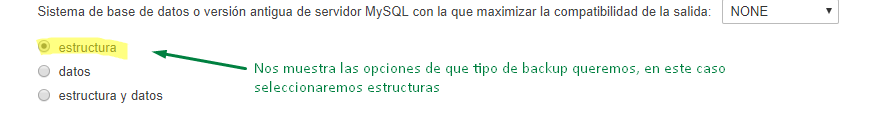 Sistema de base de datos o versión antigua de servidor MySQL con la que maximizar la compatibilidad de la salida: NONE
estructura
datos
estructura y datos
Nos muestra las opciones de que tipo de backup queremos, en este caso
seleccionaremos estructuras